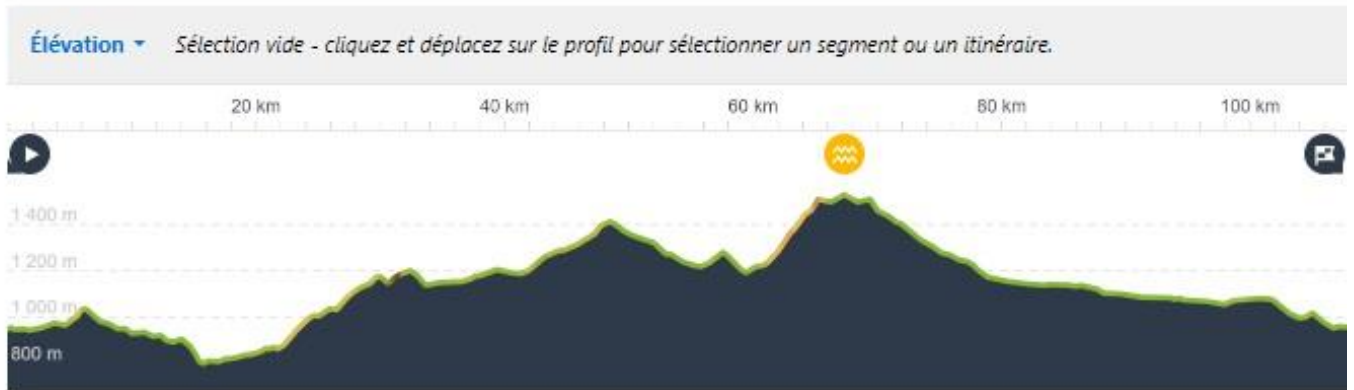 Élévation Sélection vide - cliquez et déplacez sur le profil pour sélectionner un segment ou un itinéraire.
20 km 40 km 60 km 80 km 100 km
1 400 m
1 200 m
1 000 m
800 m